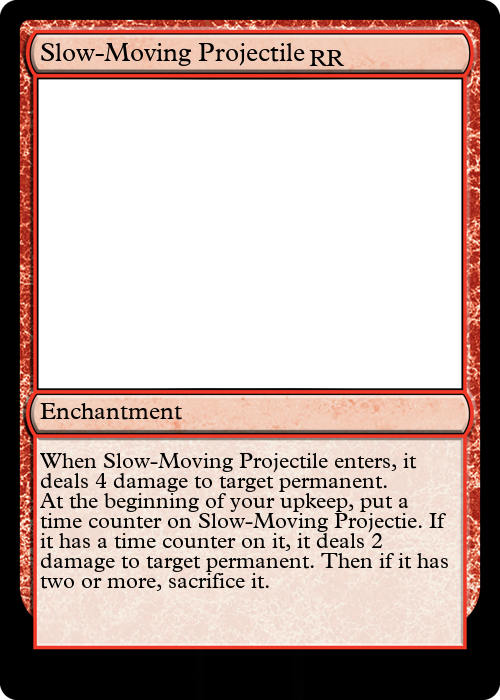 Slow-Moving Projectile RR
Enchantment
When Slow-Moving Projectile enters, it
deals 4 damage to target permanent.
At the beginning of your upkeep, put a
time counter on Slow-Moving Projectie. If
it has a time counter on it, it deals 2
damage to target permanent. Then if it has
two or more, sacrifice it.